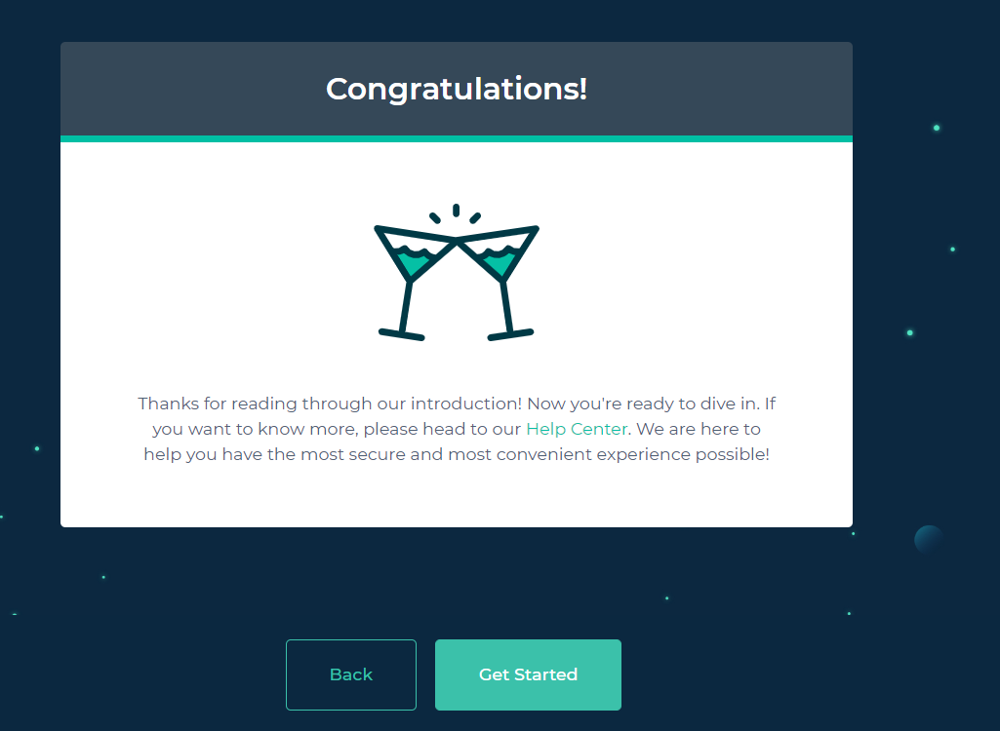 Congratulations!
Thanks for reading through our introduction! Now you're ready to dive in. If
you want to know more, please head to our Help Center. We are here to
help you have the most secure and most convenient experience possible!
Back
Get Started